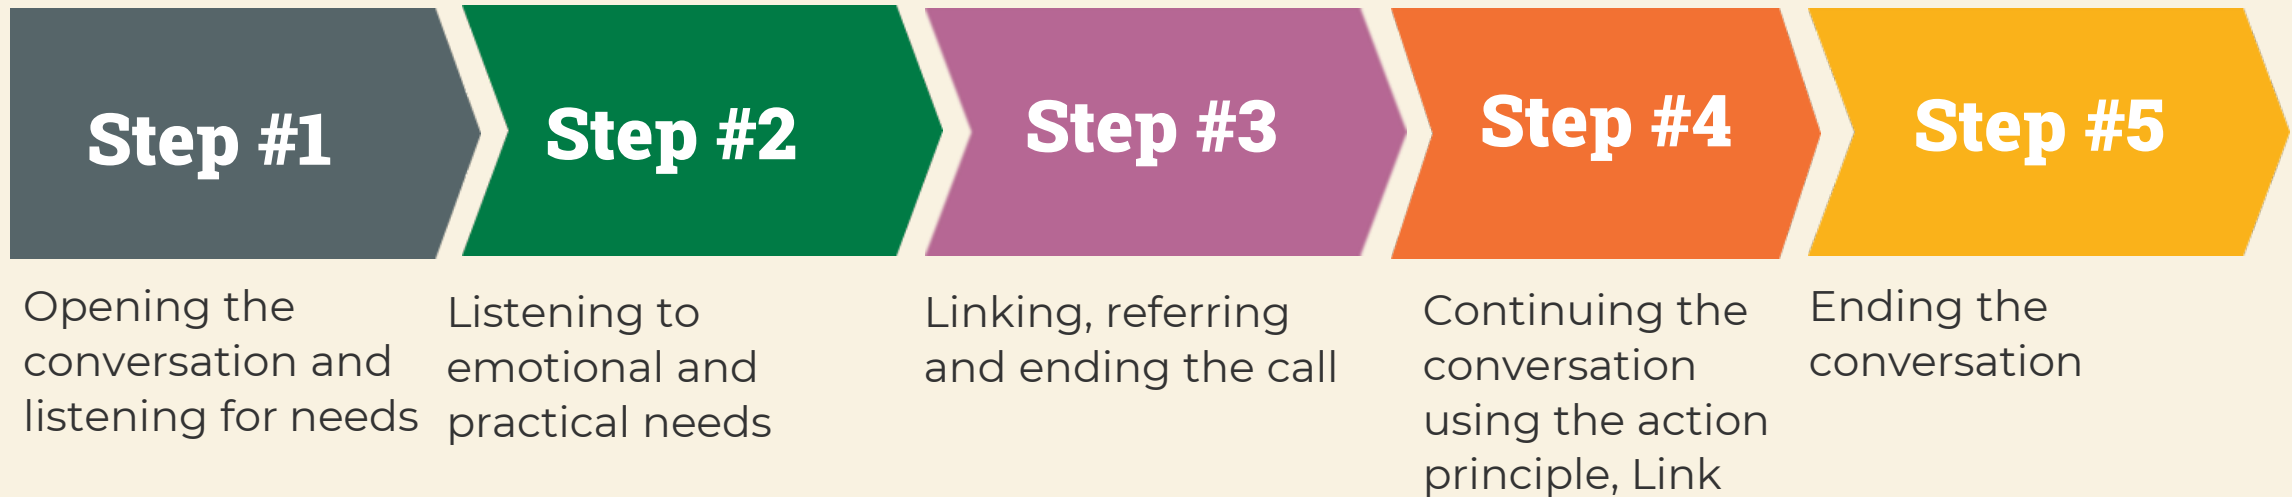 Step #1
Opening the
conversation and
listening for needs
Step #2
Listening to
emotional and
practical needs
Step #3
Linking, referring
and ending the call
Step #4
Continuing the
conversation
using the action
principle, Link
Step #5
Ending the
conversation